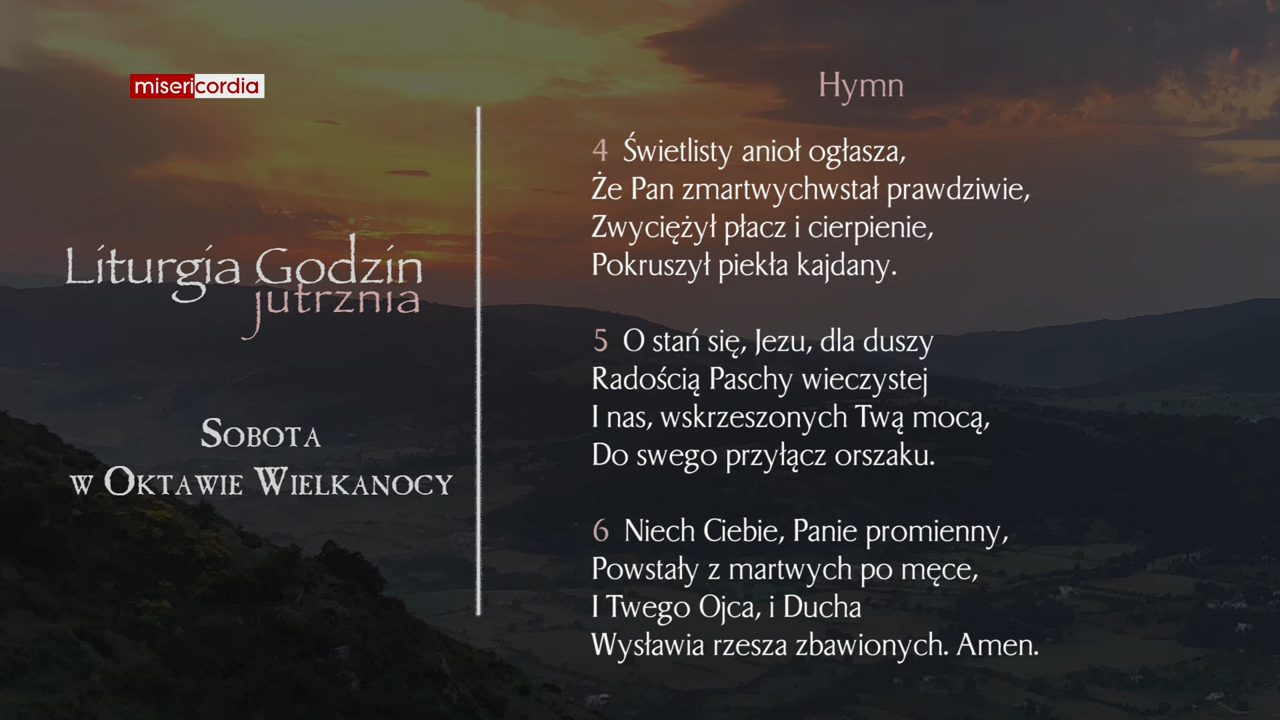 misericordia
Liturgia Godzin
jutrznia
Sobota
w Oktawie Wielkanocy
Hymn
4 Świetlisty anioł ogłasza,
Że Pan zmartwychwstał prawdziwie,
Zwyciężył płacz i cierpienie,
Pokruszył piekła kajdany.
5 O stań się, Jezu, dla duszy
Radością Paschy wieczystej
I nas, wskrzeszonych Twą mocą,
Do swego przyłącz orszaku.
6 Niech Ciebie, Panie promienny,
Powstały z martwych po męce,
I Twego Ojca, i Ducha
Wysławia rzesza zbawionych. Amen.